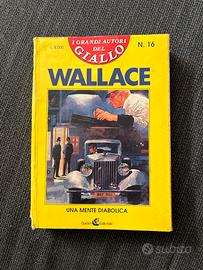 I GRANDI AUTORI
DEL
GIALLO
N. 16
WALLACE
UNA MENTE DIABOLICA
subito